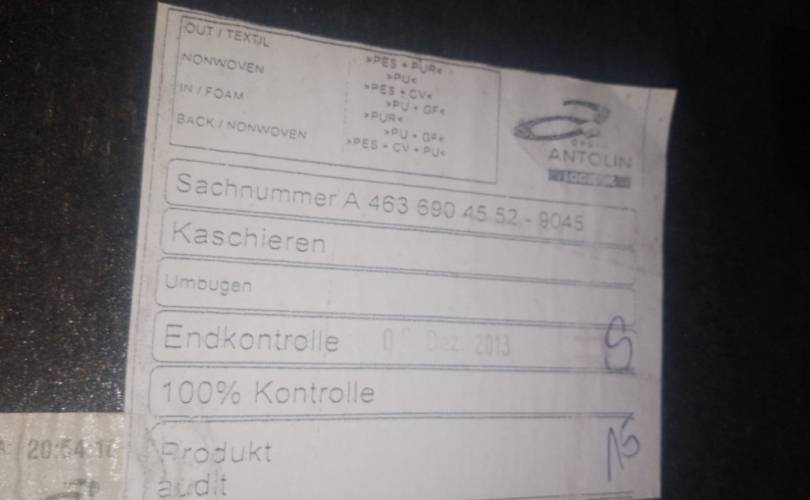 OUT / TEXTIL
>PES + PUR<
>PU<
NONWOVEN
>PES + CV<
>PU + GF<
IN / FOAM
>PUR<
>PU + GF<
BACK / NONWOVEN
>PES + CV + PU<
ANTOLIN
Sachnummer A 463 690 45 52 - 9045
Kaschieren
Umbugen
Endkontrolle Dez. 2013
100% Kontrolle
20:54:1
Produkt
audit